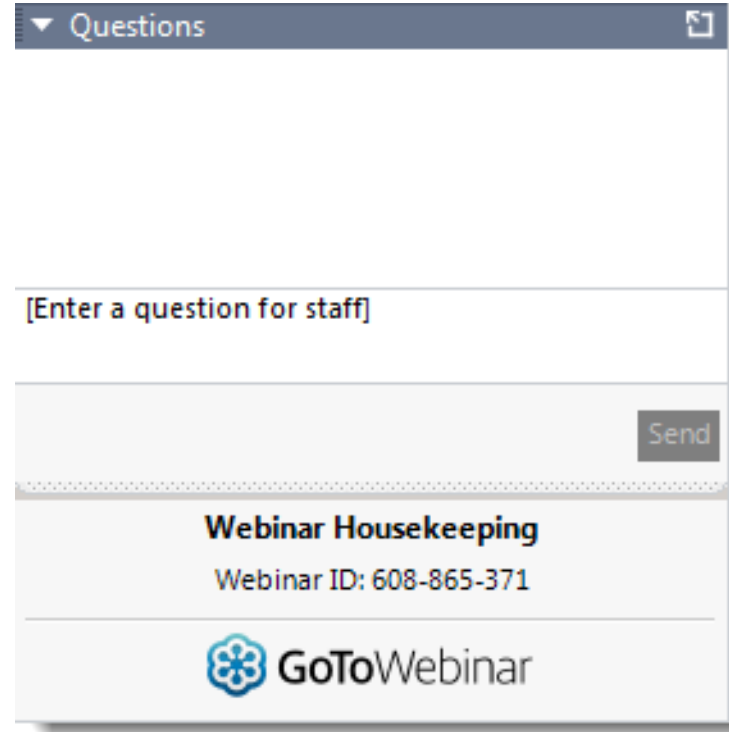 Questions
[Enter a question for staff]
Send
Webinar Housekeeping
Webinar ID: 608-865-371
GoToWebinar